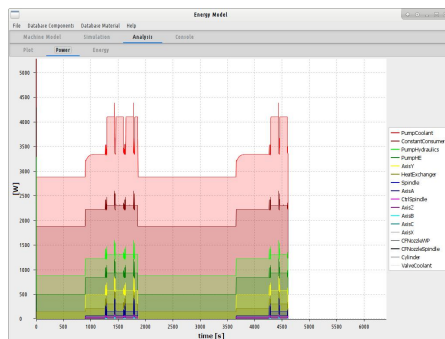 Energy Model
File Database Components Database Material Help
Machine Model Simulation Analysis Console
Plot Power Energy
5000
4500
4000
3500
3000
2500
2000
1500
1000
500
0
[W]
0 500 1000 1500 2000 2500 3000 3500 4000 4500 5000 5500 6000
time [s]
PumpCoolant
ConstantConsumer
PumpHydraulics
PumpHE
AxisY
HeatExchanger
Spindle
AxisA
CtrlSpindle
AxisZ
AxisB
AxisC
AxisX
CFNozzleWP
CFNozzleSpindle
Cylinder
ValveCoolant